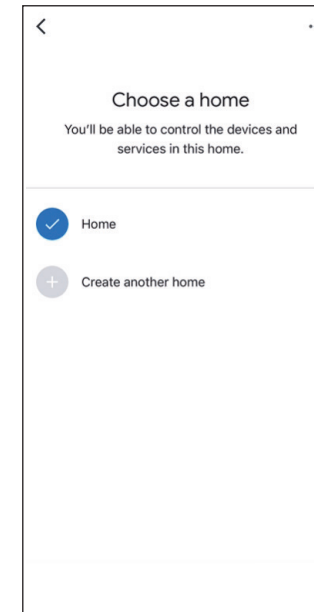 Choose a home
You'll be able to control the devices and
services in this home.
Home
Create another home